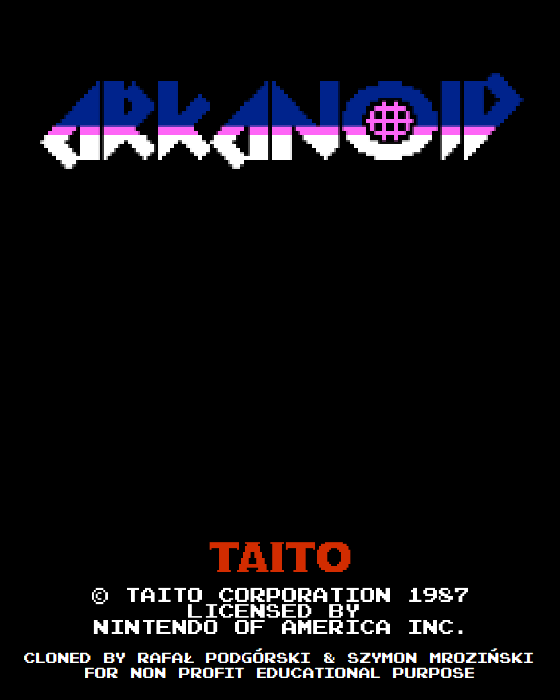 ARKANOID
TAITO
© TAITO CORPORATION 1987
LICENSED BY
NINTENDO OF AMERICA INC.
CLONED BY RAFAŁ PODGÓRSKI & SZYMON MROZIŃSKI
FOR NON PROFIT EDUCATIONAL PURPOSE